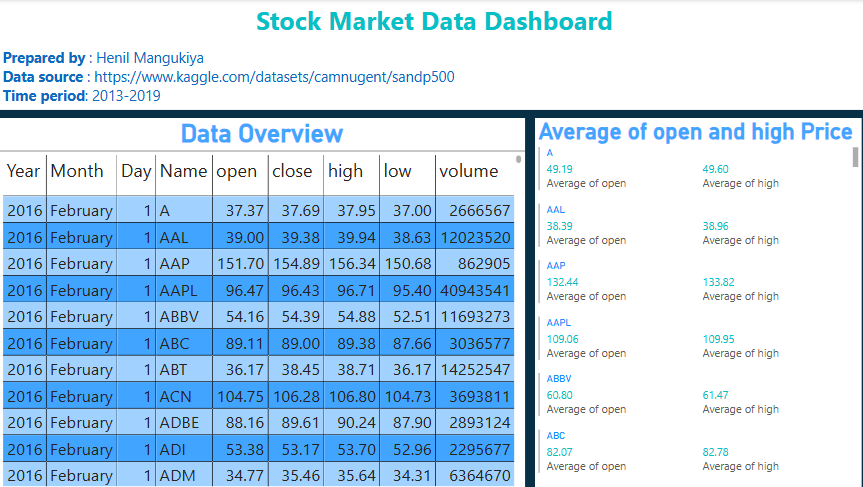 Stock Market Data Dashboard
Prepared by : Henil Mangukiya
Data source : https://www.kaggle.com/datasets/camnugent/sandp500
Time period: 2013-2019
Data Overview
Year Month Day Name open close high low volume
2016 February 1 A 37.37 37.69 37.95 37.00 2666567
2016 February 1 AAL 39.00 39.38 39.94 38.63 12023520
2016 February 1 AAP 151.70 154.89 156.34 150.68 862905
2016 February 1 AAPL 96.47 96.43 96.71 95.40 40943541
2016 February 1 ABBV 54.16 54.39 54.88 52.51 11693273
2016 February 1 ABC 89.11 89.00 89.38 87.66 3036577
2016 February 1 ABT 36.17 38.45 38.71 36.17 14252547
2016 February 1 ACN 104.75 106.28 106.80 104.73 3693811
2016 February 1 ADBE 88.16 89.61 90.24 87.90 2893124
2016 February 1 ADI 53.38 53.17 53.70 52.96 2295677
2016 February 1 ADM 34.77 35.46 35.64 34.31 6364670
Average of open and high Price
A
49.19 49.60
Average of open Average of high
AAL
38.39 38.96
Average of open Average of high
AAP
132.44 133.82
Average of open Average of high
AAPL
109.06 109.95
Average of open Average of high
ABBV
60.80 61.47
Average of open Average of high
ABC
82.07 82.78
Average of open Average of high